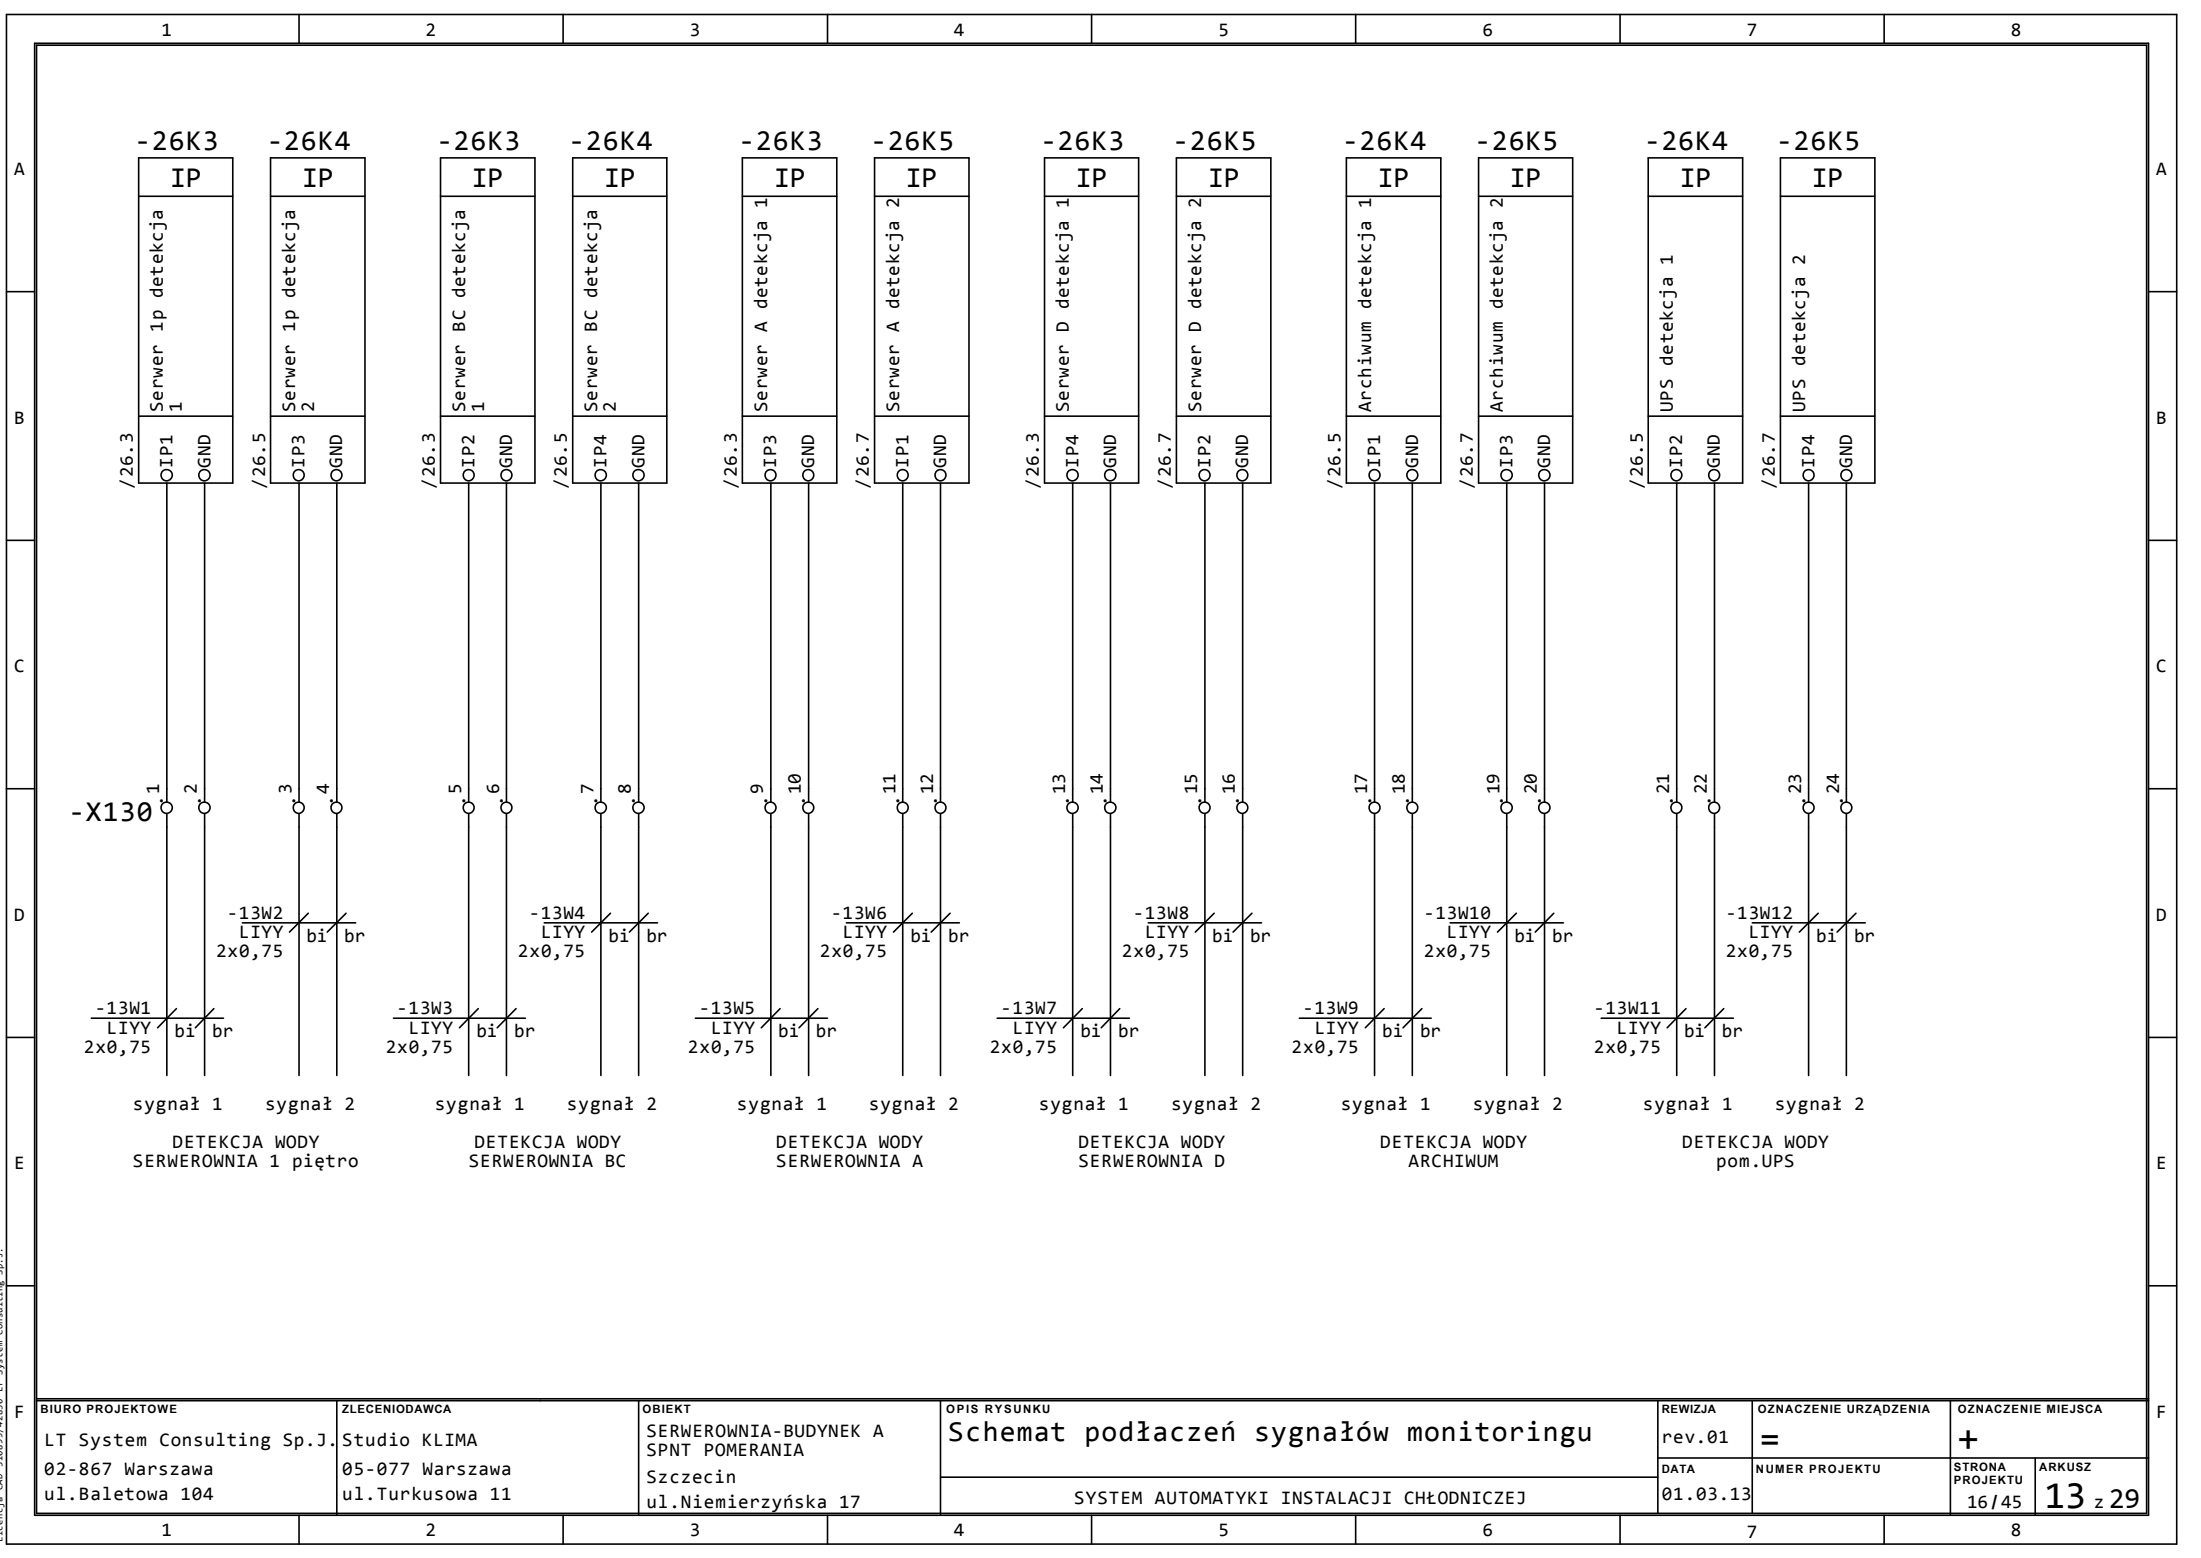 1 2 3 4 5 6 7 8
A A
B B
C C
D D
E E
F F
-26K3 -26K4 -26K3 -26K4 -26K3 -26K5 -26K3 -26K5 -26K4 -26K5 -26K4 -26K5
IP IP IP IP IP IP IP IP IP IP IP IP
Serwer 1p detekcja
1
Serwer 1p detekcja
2
Serwer BC detekcja
1
Serwer BC detekcja
2
Serwer A detekcja 1
Serwer A detekcja 2
Serwer D detekcja 1
Serwer D detekcja 2
Archiwum detekcja 1
Archiwum detekcja 2
UPS detekcja 1
UPS detekcja 2
/26.3 IP1 GND
/26.5 IP3 GND
/26.3 IP2 GND
/26.5 IP4 GND
/26.3 IP3 GND
/26.7 IP1 GND
/26.3 IP4 GND
/26.7 IP2 GND
/26.5 IP1 GND
/26.7 IP3 GND
/26.5 IP2 GND
/26.7 IP4 GND
-X130 1 2 3 4 5 6 7 8 9 10 11 12 13 14 15 16 17 18 19 20 21 22 23 24
-13W2
LIYY bi br
2x0,75
-13W4
LIYY bi br
2x0,75
-13W6
LIYY bi br
2x0,75
-13W8
LIYY bi br
2x0,75
-13W10
LIYY bi br
2x0,75
-13W12
LIYY bi br
2x0,75
-13W1
LIYY bi br
2x0,75
-13W3
LIYY bi br
2x0,75
-13W5
LIYY bi br
2x0,75
-13W7
LIYY bi br
2x0,75
-13W9
LIYY bi br
2x0,75
-13W11
LIYY bi br
2x0,75
sygnał 1 sygnał 2 sygnał 1 sygnał 2 sygnał 1 sygnał 2 sygnał 1 sygnał 2 sygnał 1 sygnał 2 sygnał 1 sygnał 2
DETEKCJA WODY
SERWEROWNIA 1 piętro
DETEKCJA WODY
SERWEROWNIA BC
DETEKCJA WODY
SERWEROWNIA A
DETEKCJA WODY
SERWEROWNIA D
DETEKCJA WODY
ARCHIWUM
DETEKCJA WODY
pom.UPS
BIURO PROJEKTOWE
LT System Consulting Sp.J.
02-867 Warszawa
ul.Baletowa 104
ZLECENIODAWCA
Studio KLIMA
05-077 Warszawa
ul.Turkusowa 11
OBIEKT
SERWEROWNIA-BUDYNEK A
SPNT POMERANIA
Szczecin
ul.Niemierzyńska 17
OPIS RYSUNKU
Schemat podłaczeń sygnałów monitoringu
SYSTEM AUTOMATYKI INSTALACJI CHŁODNICZEJ
REWIZJA
rev.01
DATA
01.03.13
OZNACZENIE URZĄDZENIA
=
NUMER PROJEKTU
OZNACZENIE MIEJSCA
+
STRONA
PROJEKTU
16/45
ARKUSZ
13 z 29
1 2 3 4 5 6 7 8